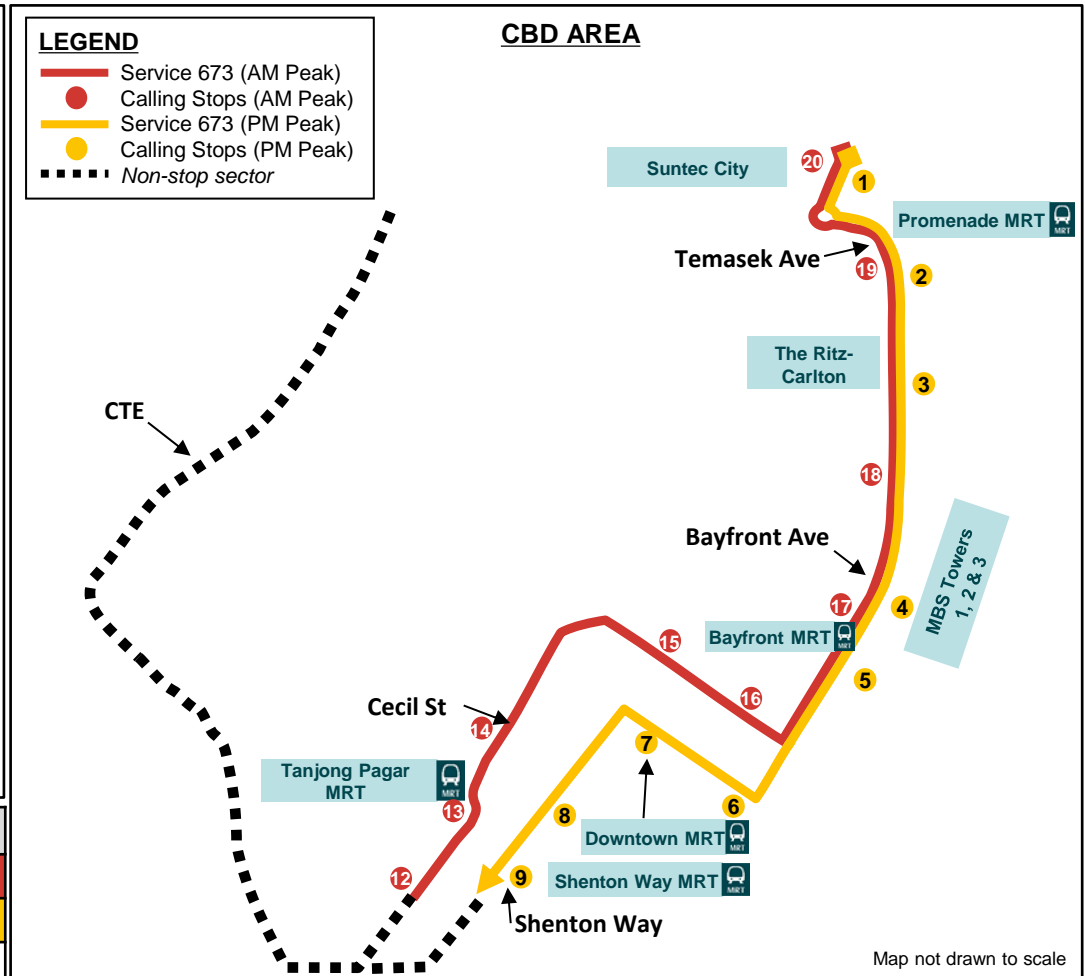 LEGEND
Service 673 (AM Peak)
Calling Stops (AM Peak)
Service 673 (PM Peak)
Calling Stops (PM Peak)
Non-stop sector
CBD AREA
20
Suntec City
1
Promenade MRT
MRT
Temasek Ave
19
2
The Ritz-
Carlton
3
CTE
18
Bayfront Ave
MBS Towers
1, 2 & 3
17
4
Bayfront MRT
MRT
15
5
16
Cecil St
14
7
Tanjong Pagar
MRT
MRT
13
6
8
Downtown MRT
MRT
12
9
Shenton Way MRT
MRT
Shenton Way
Map not drawn to scale